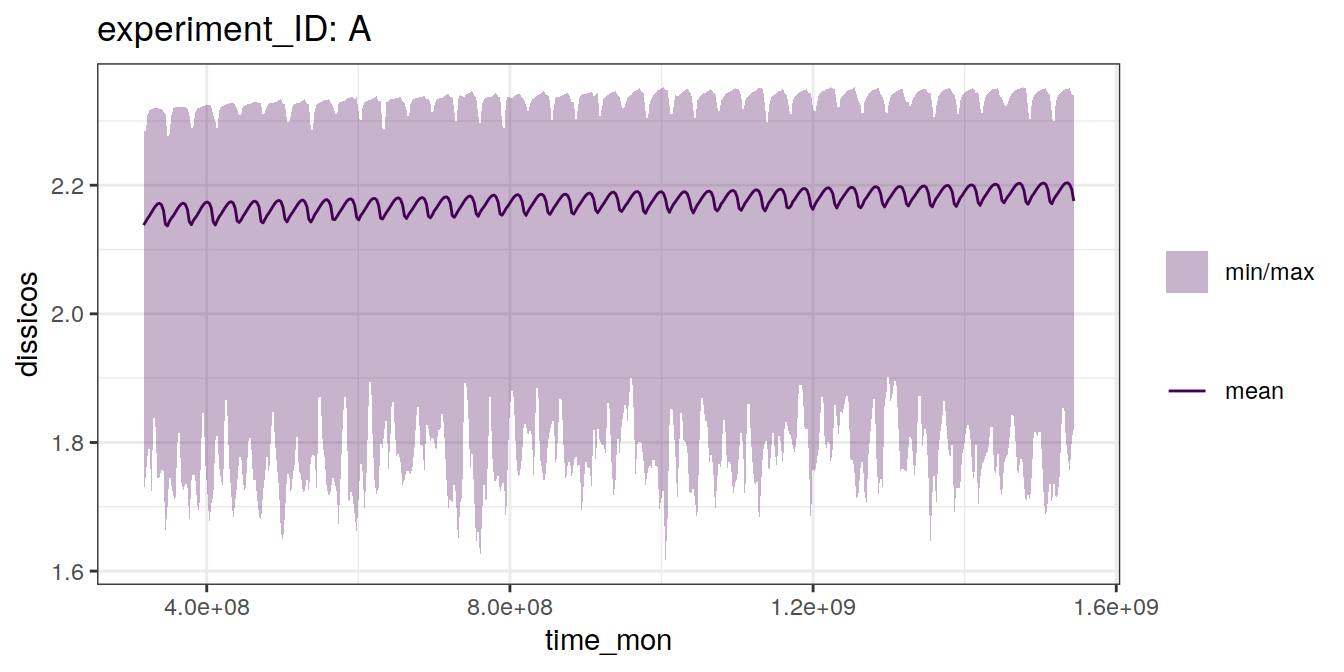 experiment_ID: A
2.2
2.0
1.8
1.6
dissicos
4.0e+08
8.0e+08
1.2e+09
1.6e+09
time_mon
min/max
mean